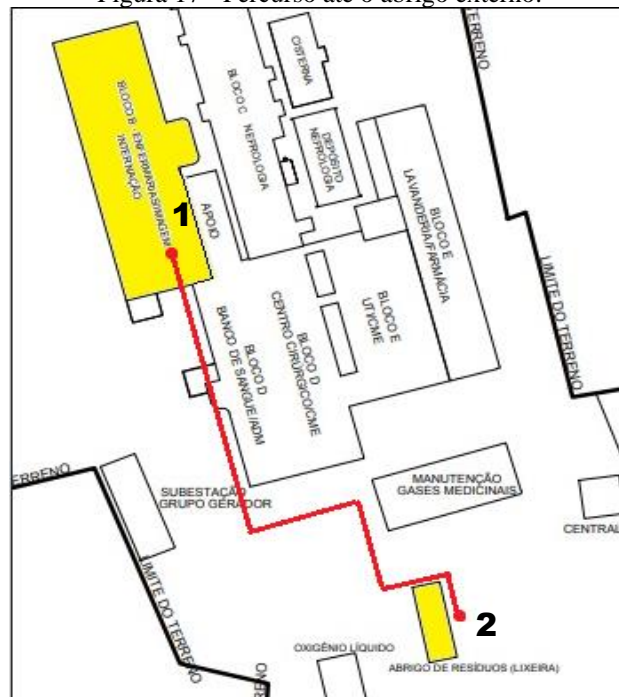 Figura 17 - Percurso até o abrigo externo.
BLOCO B - ENFERMARIAS/IMAGEM
INTERNAÇÃO
1
APOIO
BLOCO C
NEFROLOGIA
CISTERNA
DEPÓSITO
NEFROLOGIA
BLOCO E
LAVANDERIA/FARMÁCIA
LIMITE DO TERRENO
TERRENO
BLOCO E
UTI/CME
BLOCO D
CENTRO CIRÚRGICO/CME
BLOCO D
BANCO DE SANGUE/ADM
ERRENO
TERRENO
SUBESTAÇÃO
GRUPO GERADOR
MANUTENÇÃO
GASES MEDICINAIS
CENTRAL
LIMITE DO TERRENO
2
OXIGÊNIO LÍQUIDO
ABRIGO DE RESÍDUOS (LIXEIRA)